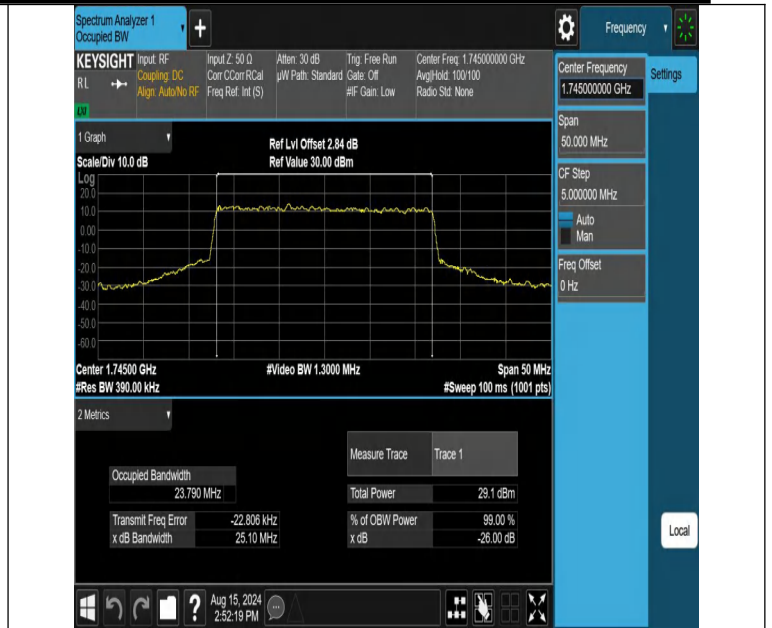 Spectrum Analyzer 1
Occupied BW
+
Frequency
KEYSIGHT Input: RF
RL
Coupling: DC
Align: Auto/No RF
LXI
Input Z: 50 Ω
Corr CCorr RCal
Freq Ref: Int (S)
Atten: 30 dB
µW Path: Standard
Trig: Free Run
Gate: Off
#IF Gain: Low
Center Freq: 1.745000000 GHz
Avg|Hold: 100/100
Radio Std: None
Center Frequency
1.745000000 GHz
Settings
Span
50.000 MHz
CF Step
5.000000 MHz
Auto
Man
Freq Offset
0 Hz
Local
1 Graph
Scale/Div 10.0 dB
Ref Lvl Offset 2.84 dB
Ref Value 30.00 dBm
Log
20.0
10.0
0.00
-10.0
-20.0
-30.0
-40.0
-50.0
-60.0
Center 1.74500 GHz
#Video BW 1.3000 MHz
Span 50 MHz
#Res BW 390.00 kHz
#Sweep 100 ms (1001 pts)
2 Metrics
Measure Trace Trace 1
Occupied Bandwidth
23.790 MHz
Total Power 29.1 dBm
Transmit Freq Error -22.806 kHz
% of OBW Power 99.00 %
x dB Bandwidth 25.10 MHz
x dB -26.00 dB
?
Aug 15, 2024
2:52:19 PM